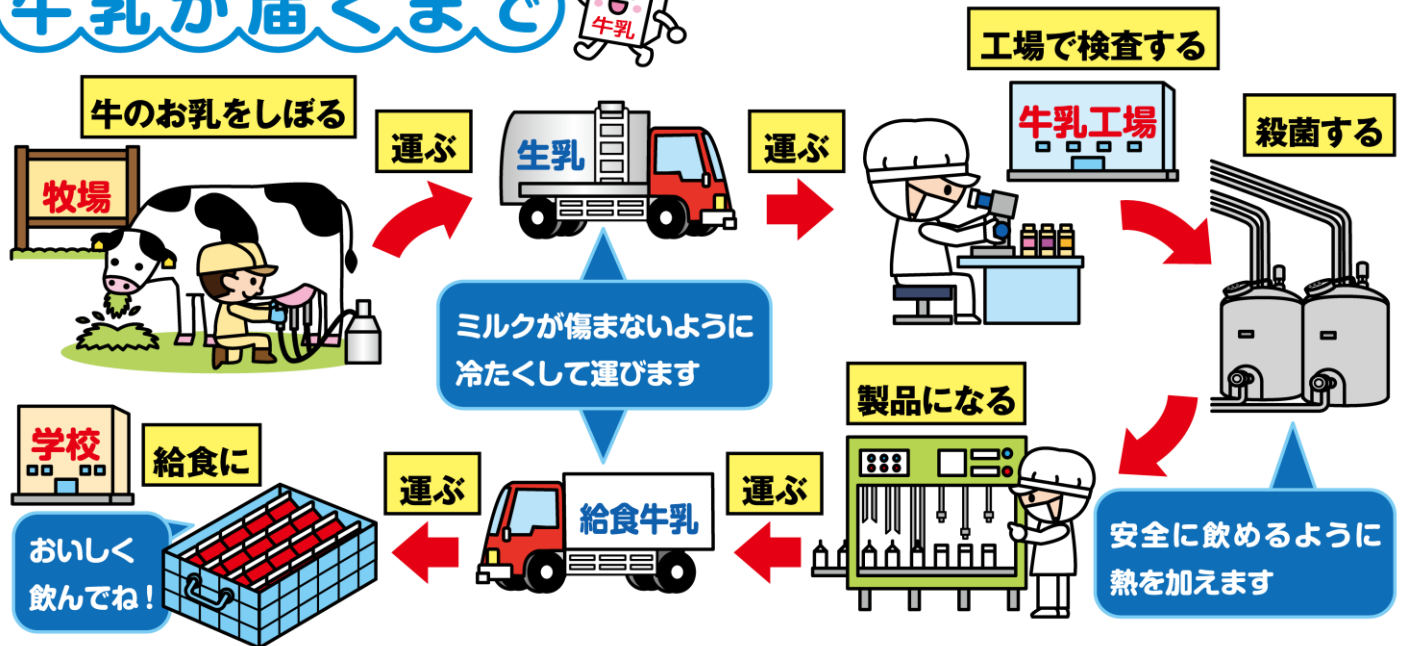 牛乳が届くまで
牛乳
牛のお乳をしぼる
牧場
運ぶ
生乳
運ぶ
工場で検査する
牛乳工場
殺菌する
ミルクが傷まないように
冷たくして運びます
安全に飲めるように
熱を加えます
製品になる
運ぶ
給食牛乳
運ぶ
給食に
学校
おいしく
飲んでね！